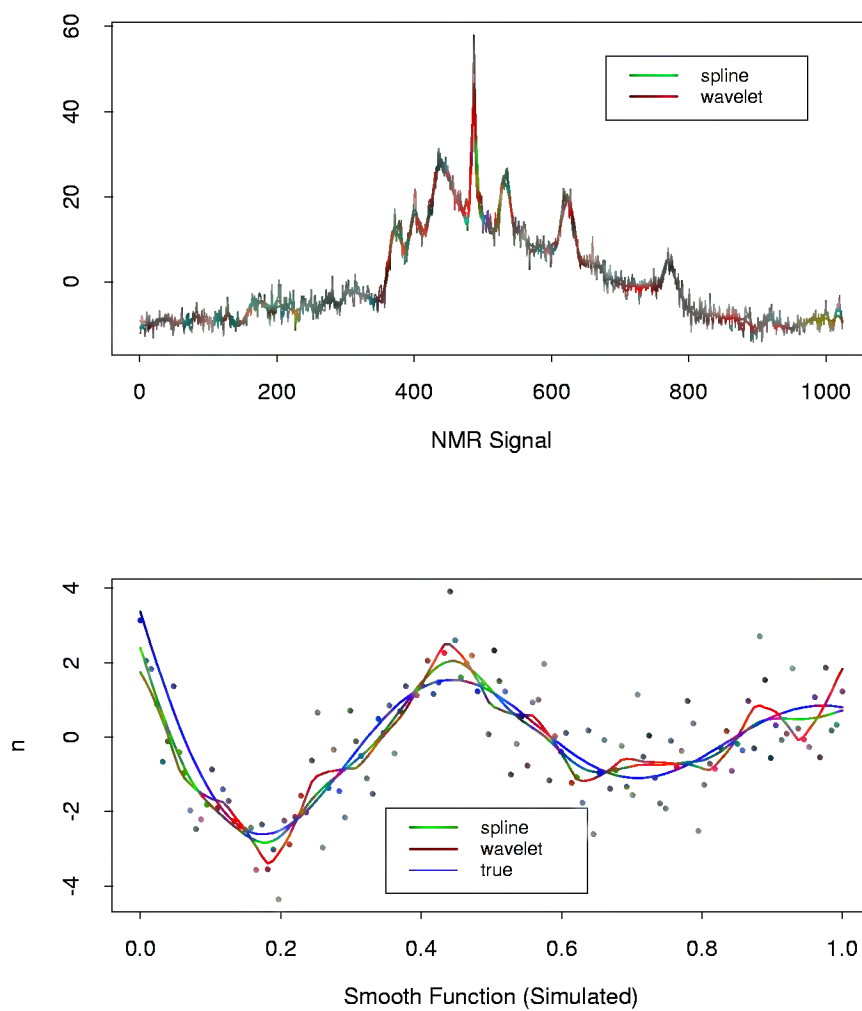 60
40
20
0
spline
wavelet
0 200 400 600 800 1000
NMR Signal
4
2
0
-2
-4
n
spline
wavelet
true
0.0 0.2 0.4 0.6 0.8 1.0
Smooth Function (Simulated)